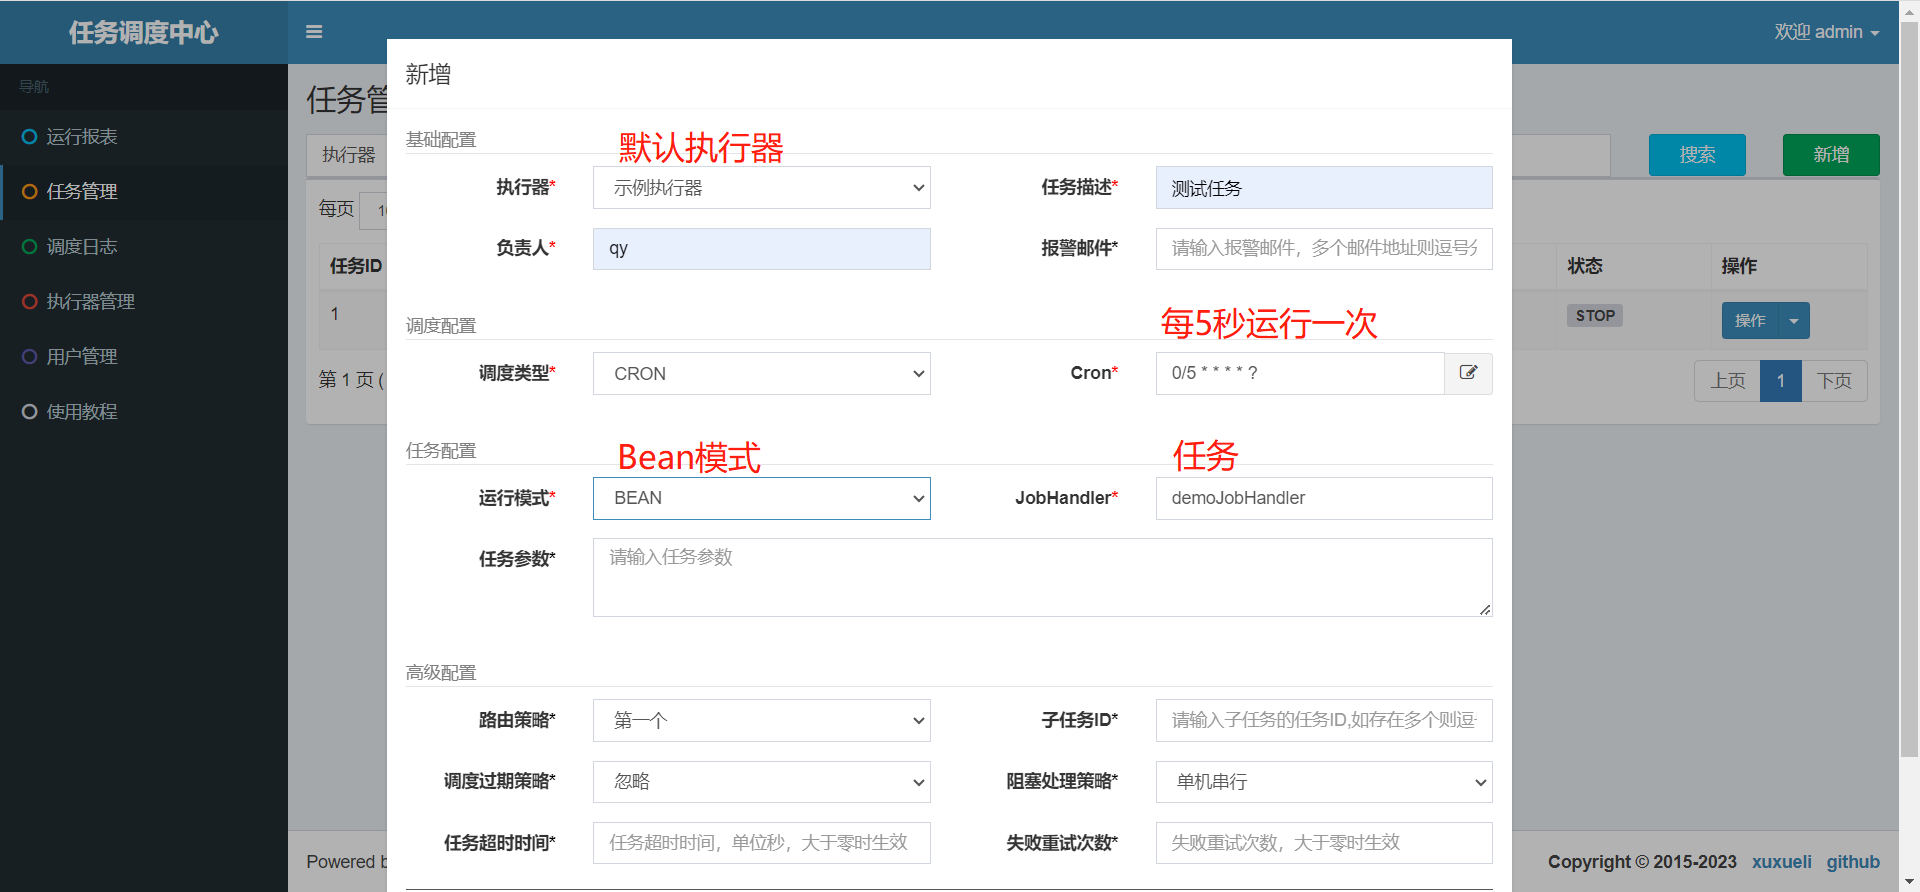 任务调度中心
欢迎 admin
导航
运行报表
任务管理
调度日志
执行器管理
用户管理
使用教程
任务管
执行器
搜索
新增
每页
任务ID
状态
操作
1
STOP
操作
第 1 页 (
上页 1 下页
新增
基础配置
默认执行器
执行器* 示例执行器
任务描述* 测试任务
负责人* qy
报警邮件* 请输入报警邮件，多个邮件地址则逗号分
调度配置
每5秒运行一次
调度类型* CRON
Cron* 0/5 * * * * ?
任务配置
Bean模式
任务
运行模式* BEAN
JobHandler* demoJobHandler
任务参数* 请输入任务参数
高级配置
路由策略* 第一个
子任务ID* 请输入子任务的任务ID,如存在多个则逗
调度过期策略* 忽略
阻塞处理策略* 单机串行
任务超时时间* 任务超时时间，单位秒，大于零时生效
失败重试次数* 失败重试次数，大于零时生效
Powered
Copyright © 2015-2023 xuxueli github